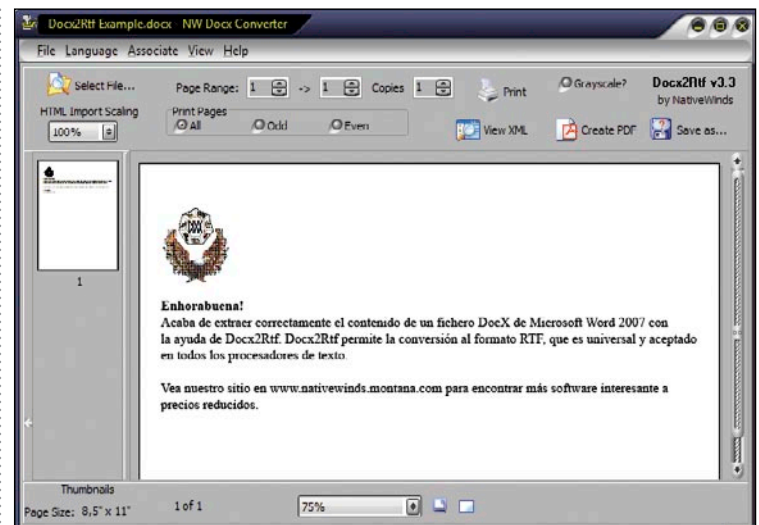 Docx2Rtf Example.docx - NW Docx Converter
File Language Associate View Help
Select File... Page Range: 1 -> 1 Copies 1 Print Grayscale? Docx2Rtf v3.3
by NativeWinds
HTML Import Scaling Print Pages
100% All Odd Even View XML Create PDF Save as...
DOCX
1
Enhorabuena!
Acaba de extraer correctamente el contenido de un fichero DocX de Microsoft Word 2007 con
la ayuda de Docx2Rtf. Docx2Rtf permite la conversión al formato RTF, que es universal y aceptado
en todos los procesadores de texto.
Vea nuestro sitio en www.nativewinds.montana.com para encontrar más software interesante a
precios reducidos.
Thumbnails
Page Size: 8,5" x 11" 1 of 1 75%